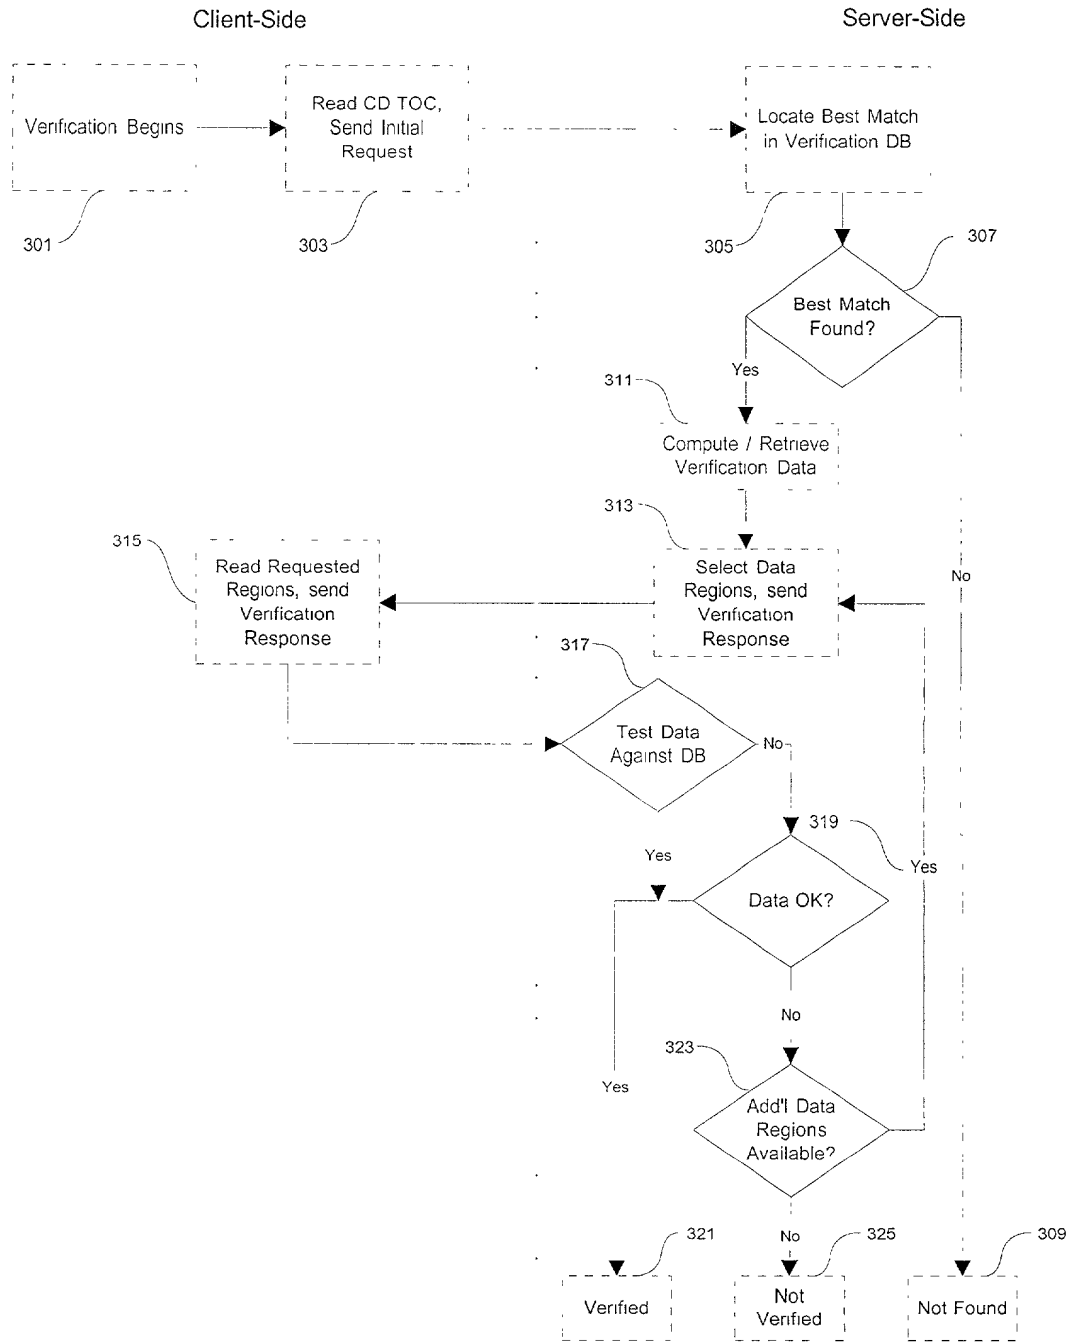 Client-Side
Server-Side
Verification Begins
Read CD TOC,
Send Initial
Request
Locate Best Match
in Verification DB
301
303
305
307
Best Match
Found?
Yes
311
Compute / Retrieve
Verification Data
313
315
Read Requested
Regions, send
Verification
Response
Select Data
Regions, send
Verification
Response
No
317
Test Data
Against DB
No
319
Yes
Yes
Data OK?
No
323
Yes
Add'l Data
Regions
Available?
No
321
325
309
Verified
Not
Verified
Not Found